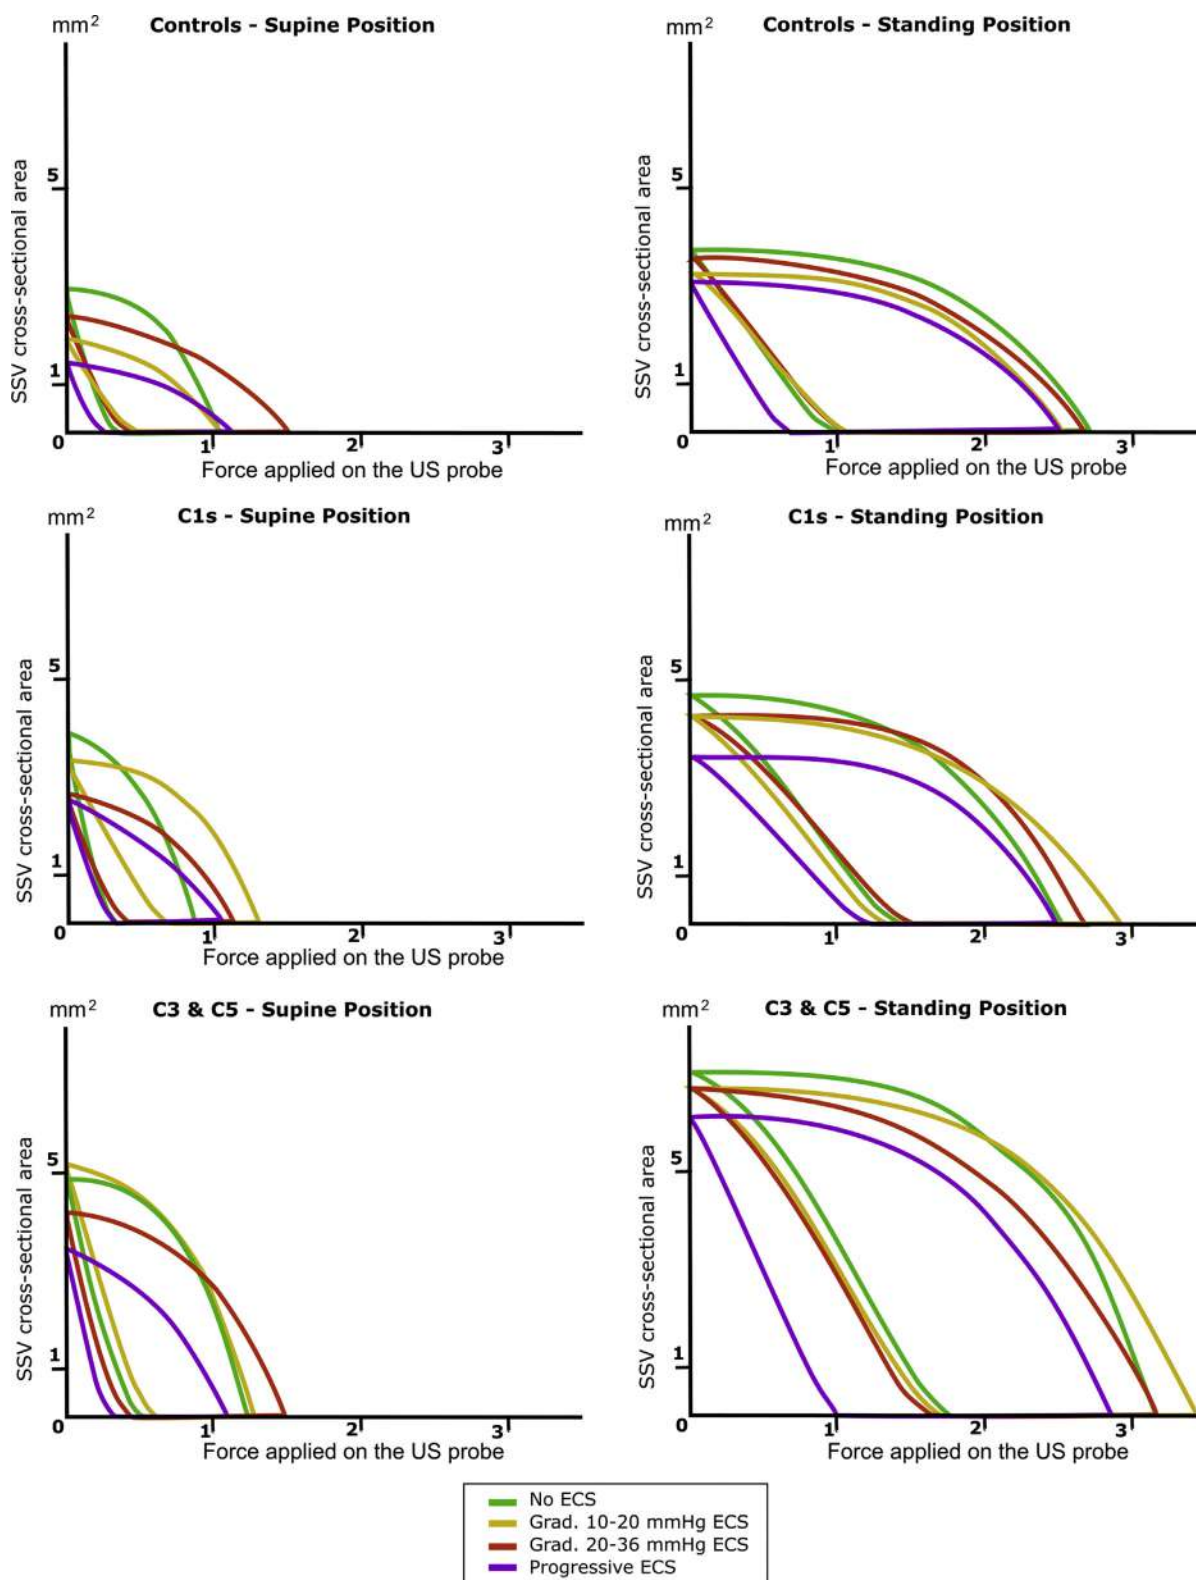 mm²
Controls - Supine Position
SSV cross-sectional area
5
1
0
1
2
3
Force applied on the US probe
mm²
Controls - Standing Position
SSV cross-sectional area
5
1
0
1
2
3
Force applied on the US probe
mm²
C1s - Supine Position
SSV cross-sectional area
5
1
0
1
2
3
Force applied on the US probe
mm²
C1s - Standing Position
SSV cross-sectional area
5
1
0
1
2
3
Force applied on the US probe
mm²
C3 & C5 - Supine Position
SSV cross-sectional area
5
1
0
1
2
3
Force applied on the US probe
mm²
C3 & C5 - Standing Position
SSV cross-sectional area
5
1
0
1
2
3
Force applied on the US probe
No ECS
Grad. 10-20 mmHg ECS
Grad. 20-36 mmHg ECS
Progressive ECS